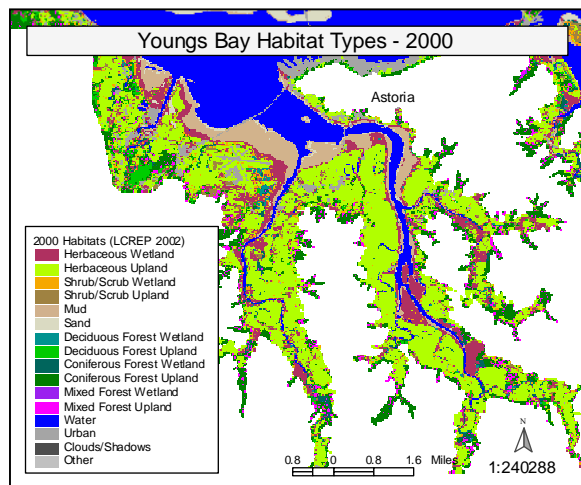 Youngs Bay Habitat Types - 2000
Astoria
2000 Habitats (LCREP 2002)
Herbaceous Wetland
Herbaceous Upland
Shrub/Scrub Wetland
Shrub/Scrub Upland
Mud
Sand
Deciduous Forest Wetland
Deciduous Forest Upland
Coniferous Forest Wetland
Coniferous Forest Upland
Mixed Forest Wetland
Mixed Forest Upland
Water
Urban
Clouds/Shadows
Other
N
0.8 0 0.8 1.6 Miles
1:240288